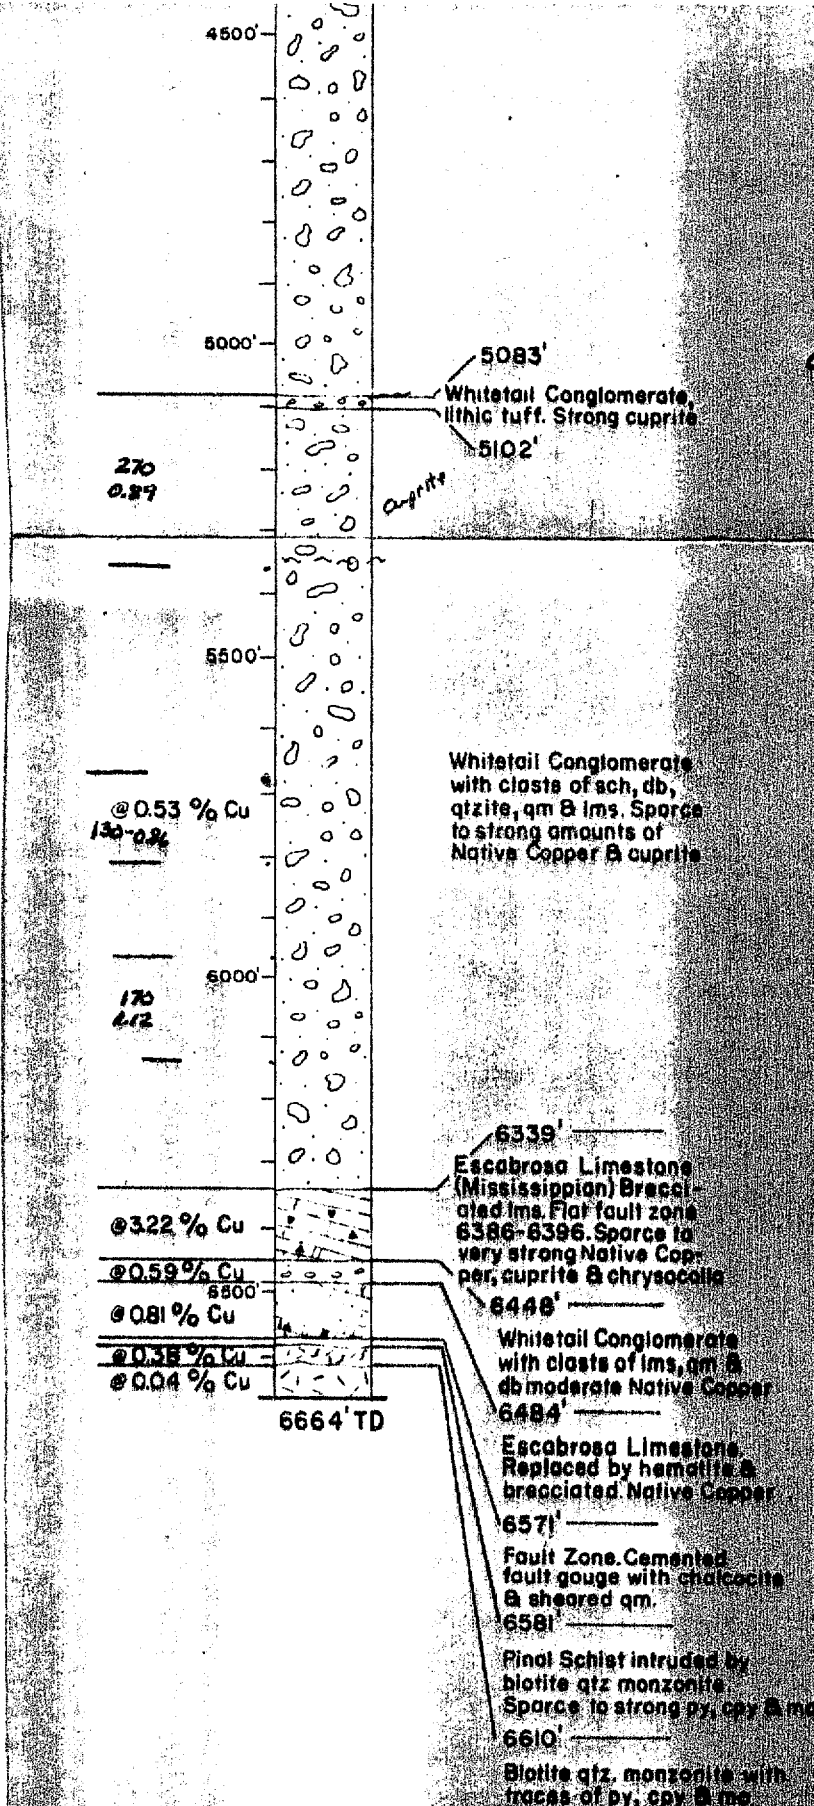 4500'
5000'
5083'
Whitetail Conglomerate,
lithic tuff. Strong cuprite
5102'
270
0.89
Cuprite
5500'
Whitetail Conglomerate
with clasts of sch, db,
qtzite, qm & lms. Sparce
to strong amounts of
Native Copper & cuprite
@ 0.53 % Cu
130-0.86
6000'
170
6339'
Escabrosa Limestone
(Mississippian) Brecci-
ated lms. Flat fault zone
6386-6396. Sparce to
very strong Native Cop-
per, cuprite & chrysocolla
@ 3.22 % Cu
@ 0.59 % Cu
6500'
@ 0.81 % Cu
@ 0.38 % Cu
@ 0.04 % Cu
6664' TD
6448'
Whitetail Conglomerate
with clasts of lms, qm &
db moderate Native Copper
6484'
Escabrosa Limestone.
Replaced by hematite &
brecciated. Native Copper
6571'
Fault Zone. Cemented
fault gouge with chalcocite
& sheared qm.
6581'
Pinal Schist intruded by
biotite qtz monzonite.
Sparce to strong py, cpy & mo
6610'
Biotite qtz. monzonite with
traces of py, cpy & mo